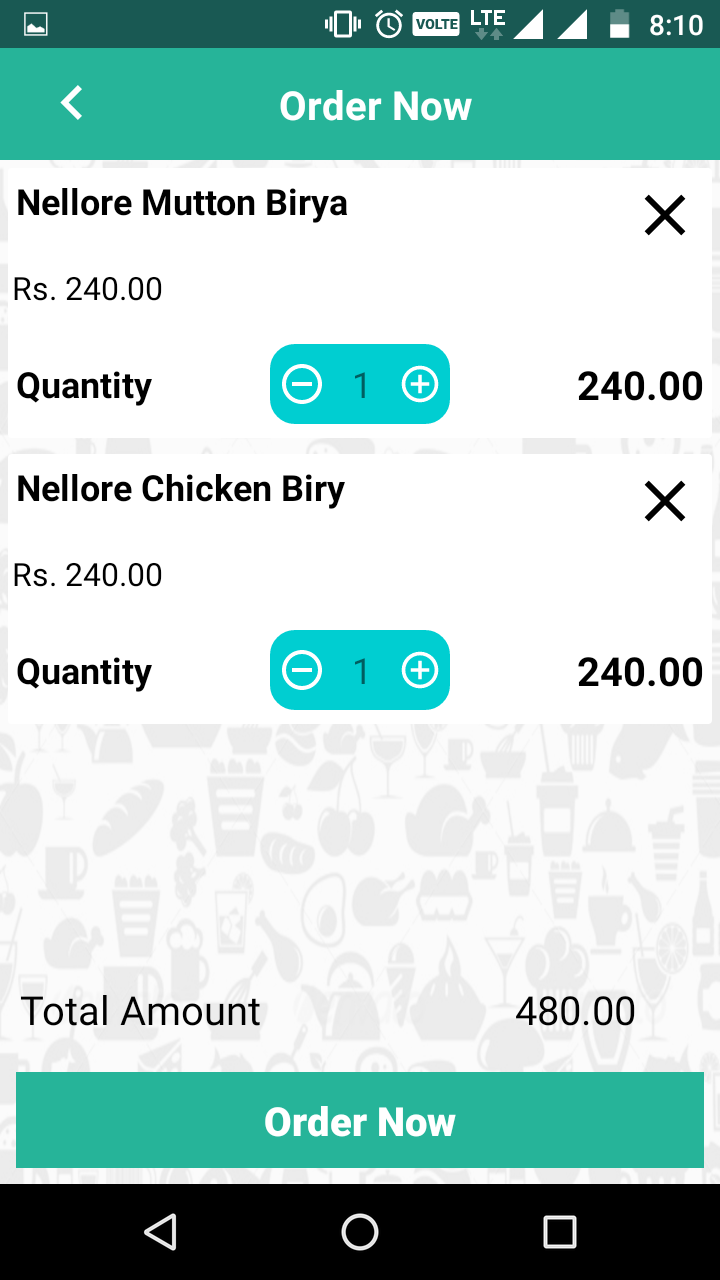 VOLTE LTE 8:10
Order Now
Nellore Mutton Birya
Rs. 240.00
Quantity 1 240.00
Nellore Chicken Biry
Rs. 240.00
Quantity 1 240.00
Total Amount 480.00
Order Now